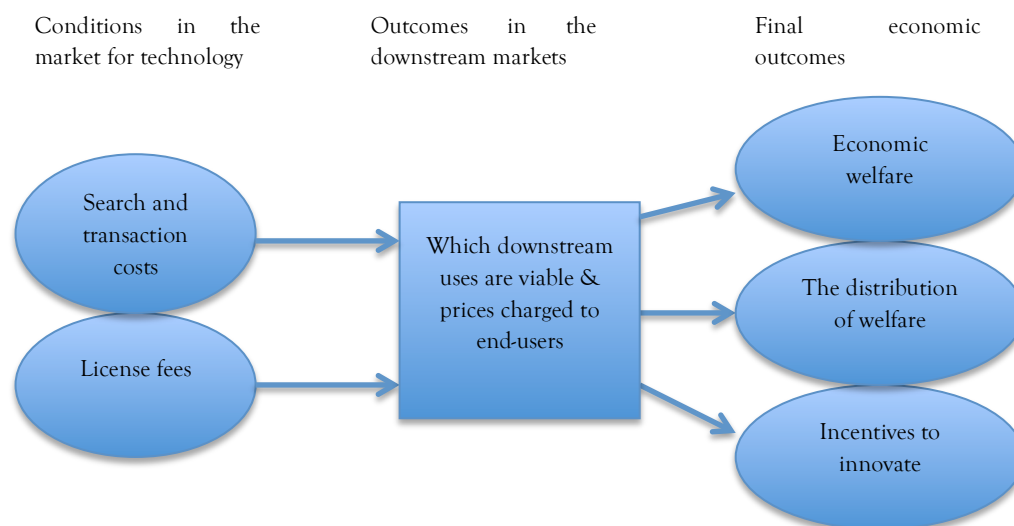 Conditions in the
market for technology
Outcomes in the
downstream markets
Final economic
outcomes
Search and
transaction
costs
License fees
Which downstream
uses are viable &
prices charged to
end-users
Economic
welfare
The distribution
of welfare
Incentives to
innovate